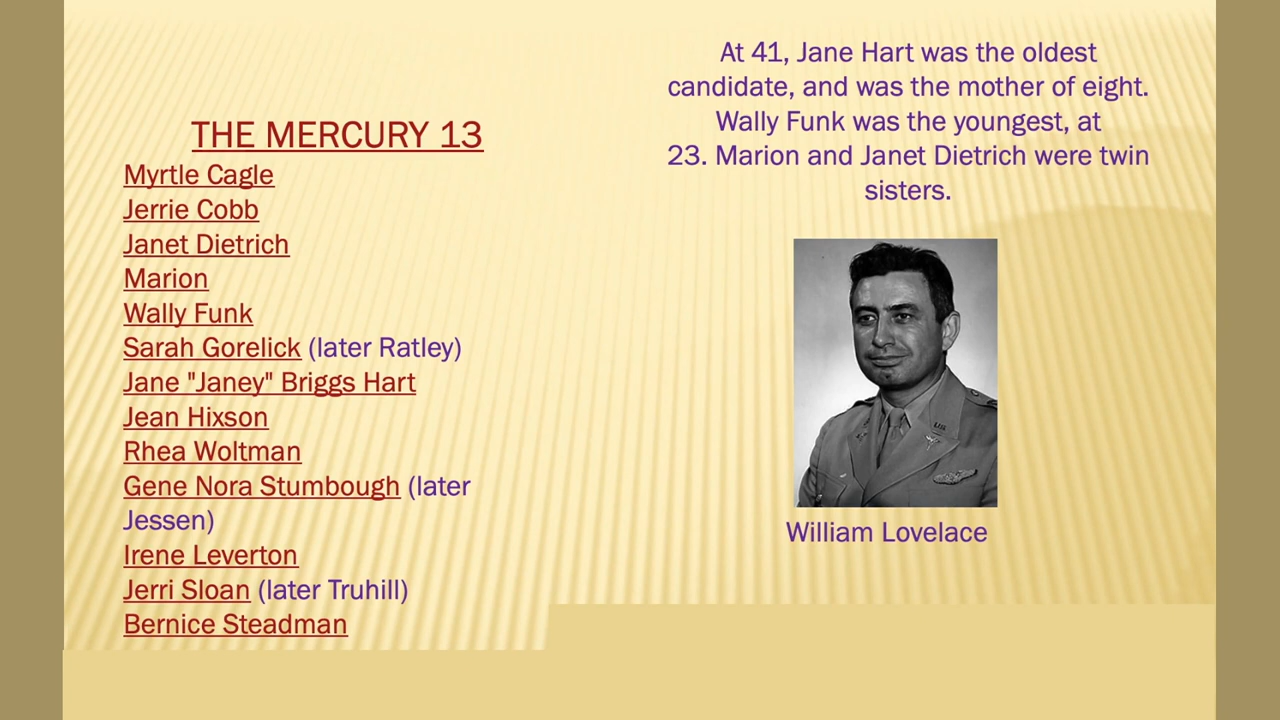 THE MERCURY 13
Myrtle Cagle
Jerrie Cobb
Janet Dietrich
Marion
Wally Funk
Sarah Gorelick (later Ratley)
Jane "Janey" Briggs Hart
Jean Hixson
Rhea Woltman
Gene Nora Stumbough (later
Jessen)
Irene Leverton
Jerri Sloan (later Truhill)
Bernice Steadman
At 41, Jane Hart was the oldest
candidate, and was the mother of eight.
Wally Funk was the youngest, at
23. Marion and Janet Dietrich were twin
sisters.
William Lovelace